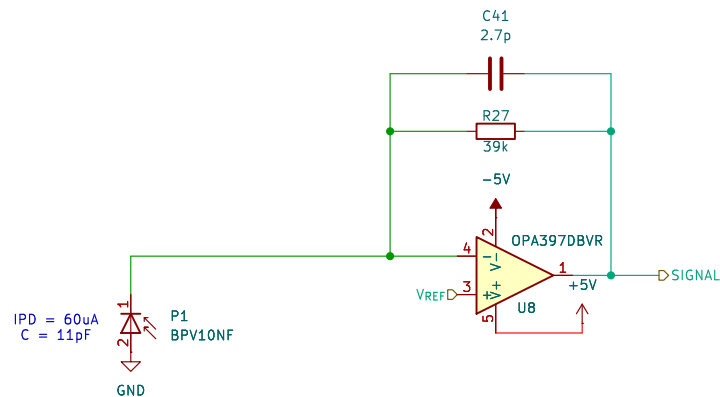 C41
2.7p
R27
39k
-5V
2
OPA397DBVR
4
- V-
1
SIGNAL
+5V
VREF
3
+ V+
U8
5
1
IPD = 60uA
C = 11pF
P1
BPV10NF
2
GND